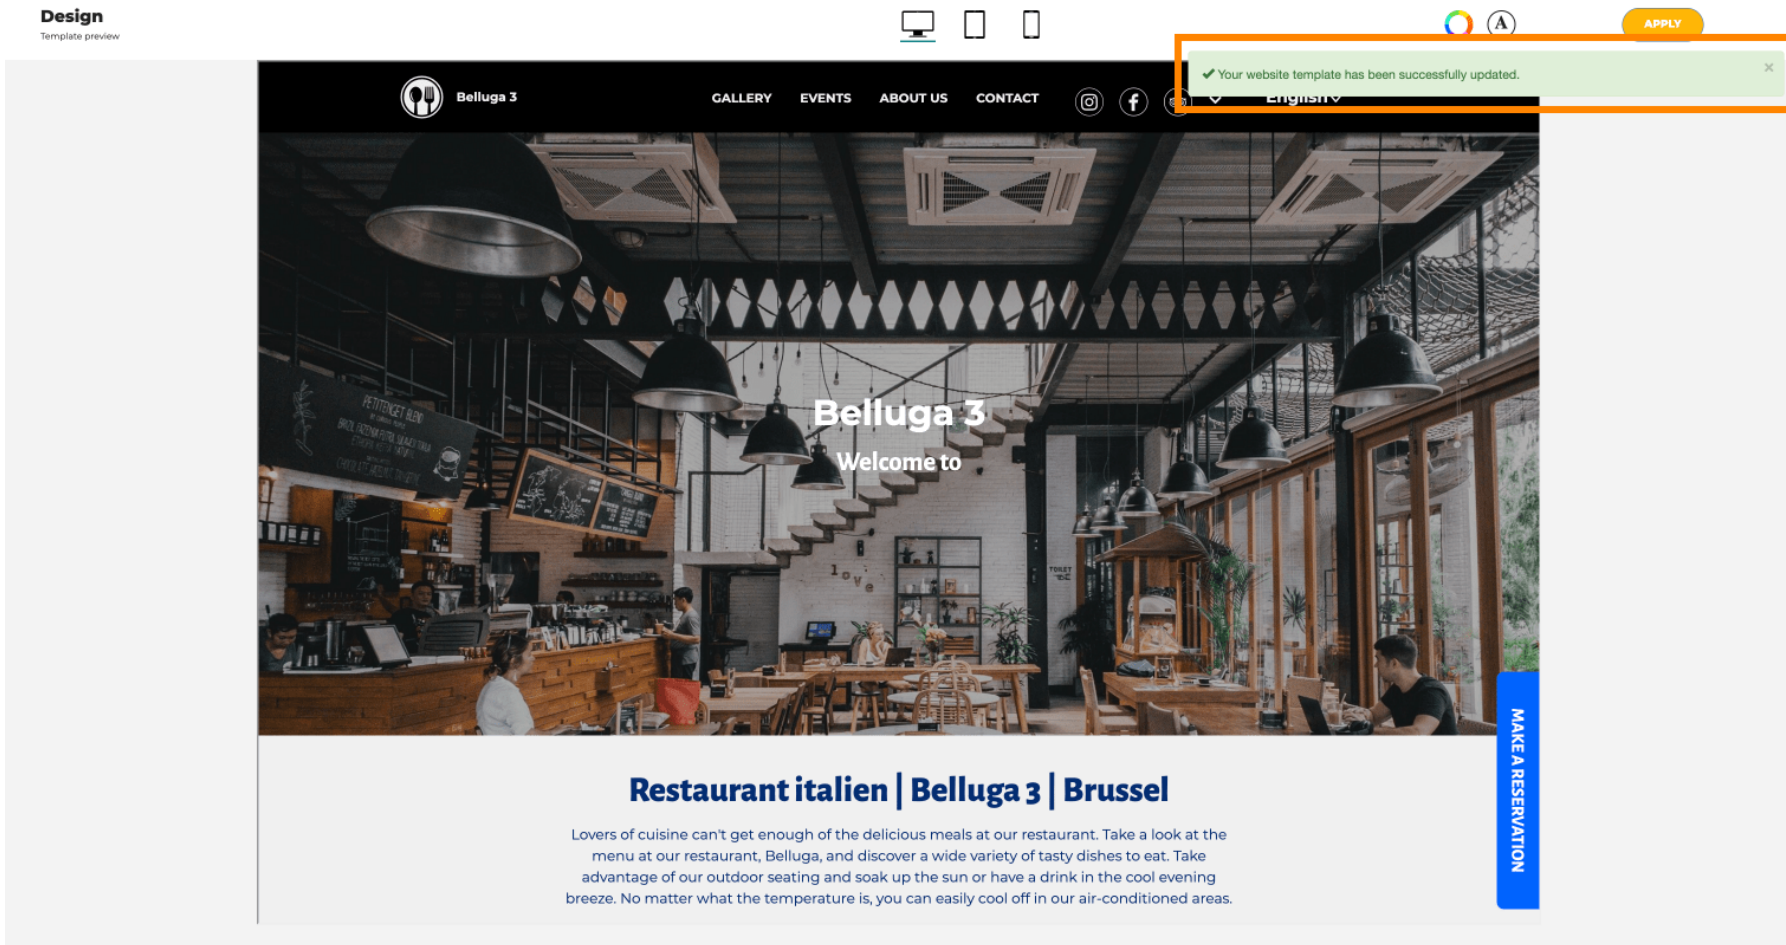 Design
Template preview
A
APPLY
✔ Your website template has been successfully updated.
×
Belluga 3
GALLERY EVENTS ABOUT US CONTACT
English
PETITENGET BLEND
TOILET
love
Belluga 3
Welcome to
MAKE A RESERVATION
Restaurant italien | Belluga 3 | Brussel
Lovers of cuisine can't get enough of the delicious meals at our restaurant. Take a look at the
menu at our restaurant, Belluga, and discover a wide variety of tasty dishes to eat. Take
advantage of our outdoor seating and soak up the sun or have a drink in the cool evening
breeze. No matter what the temperature is, you can easily cool off in our air-conditioned areas.